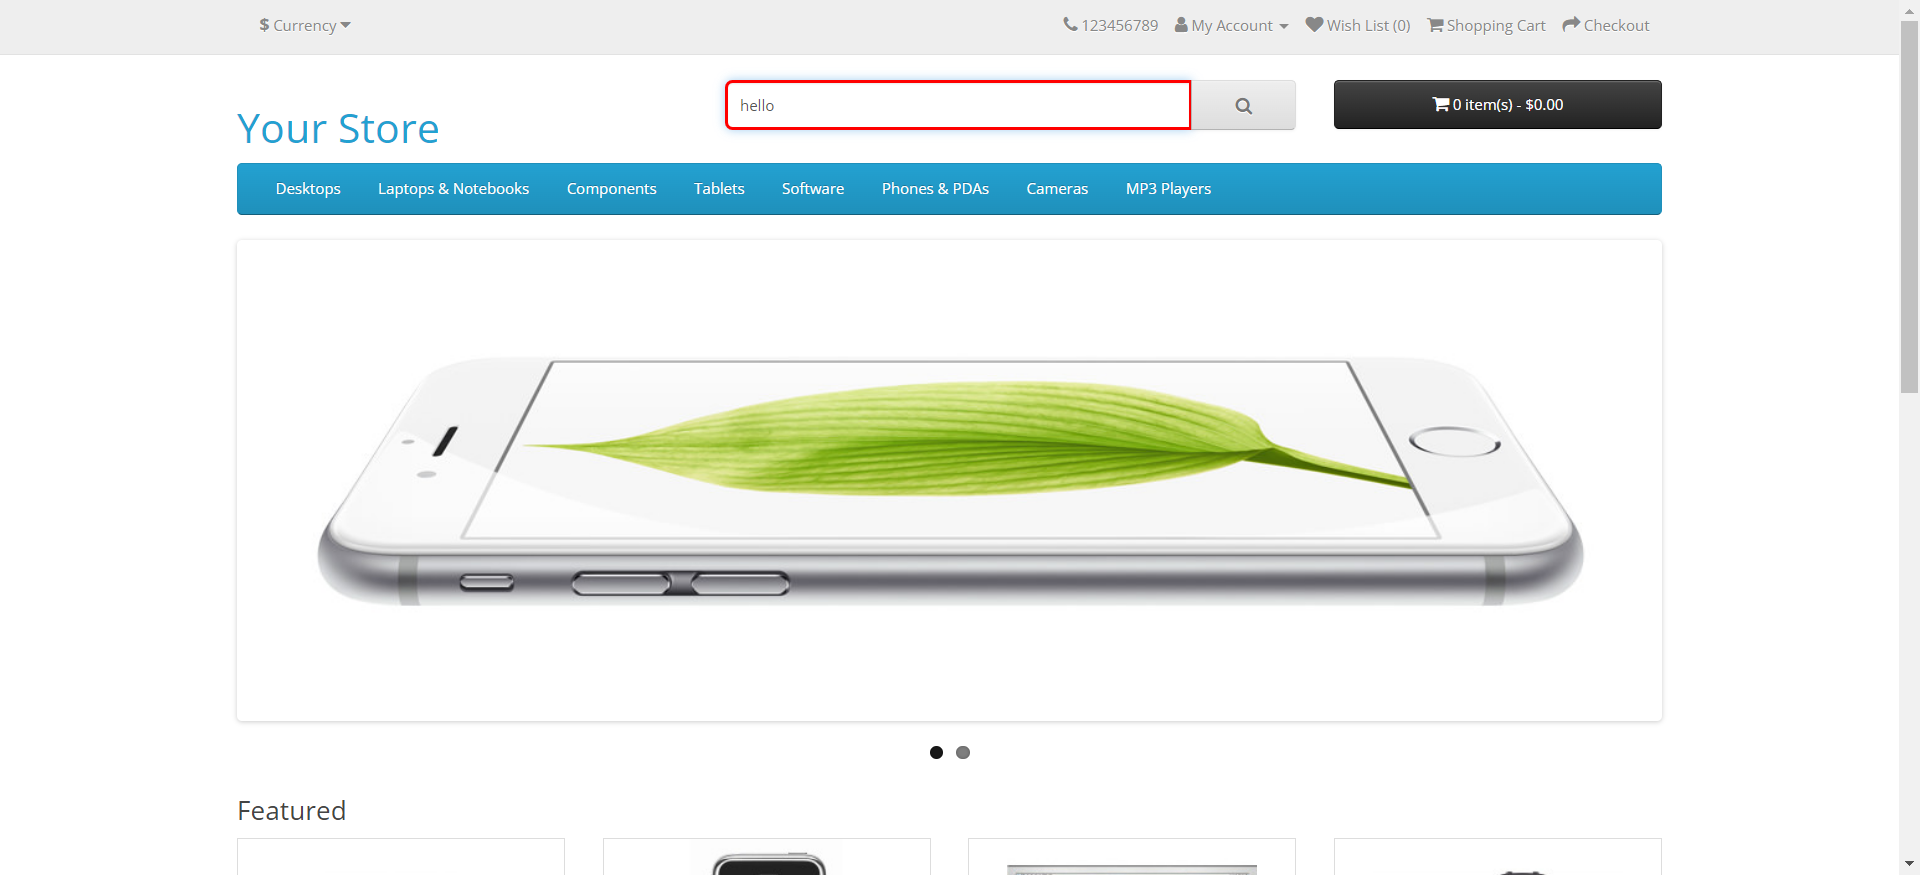 $ Currency
123456789 My Account Wish List (0) Shopping Cart Checkout
Your Store
hello
0 item(s) - $0.00
Desktops Laptops & Notebooks Components Tablets Software Phones & PDAs Cameras MP3 Players
Featured